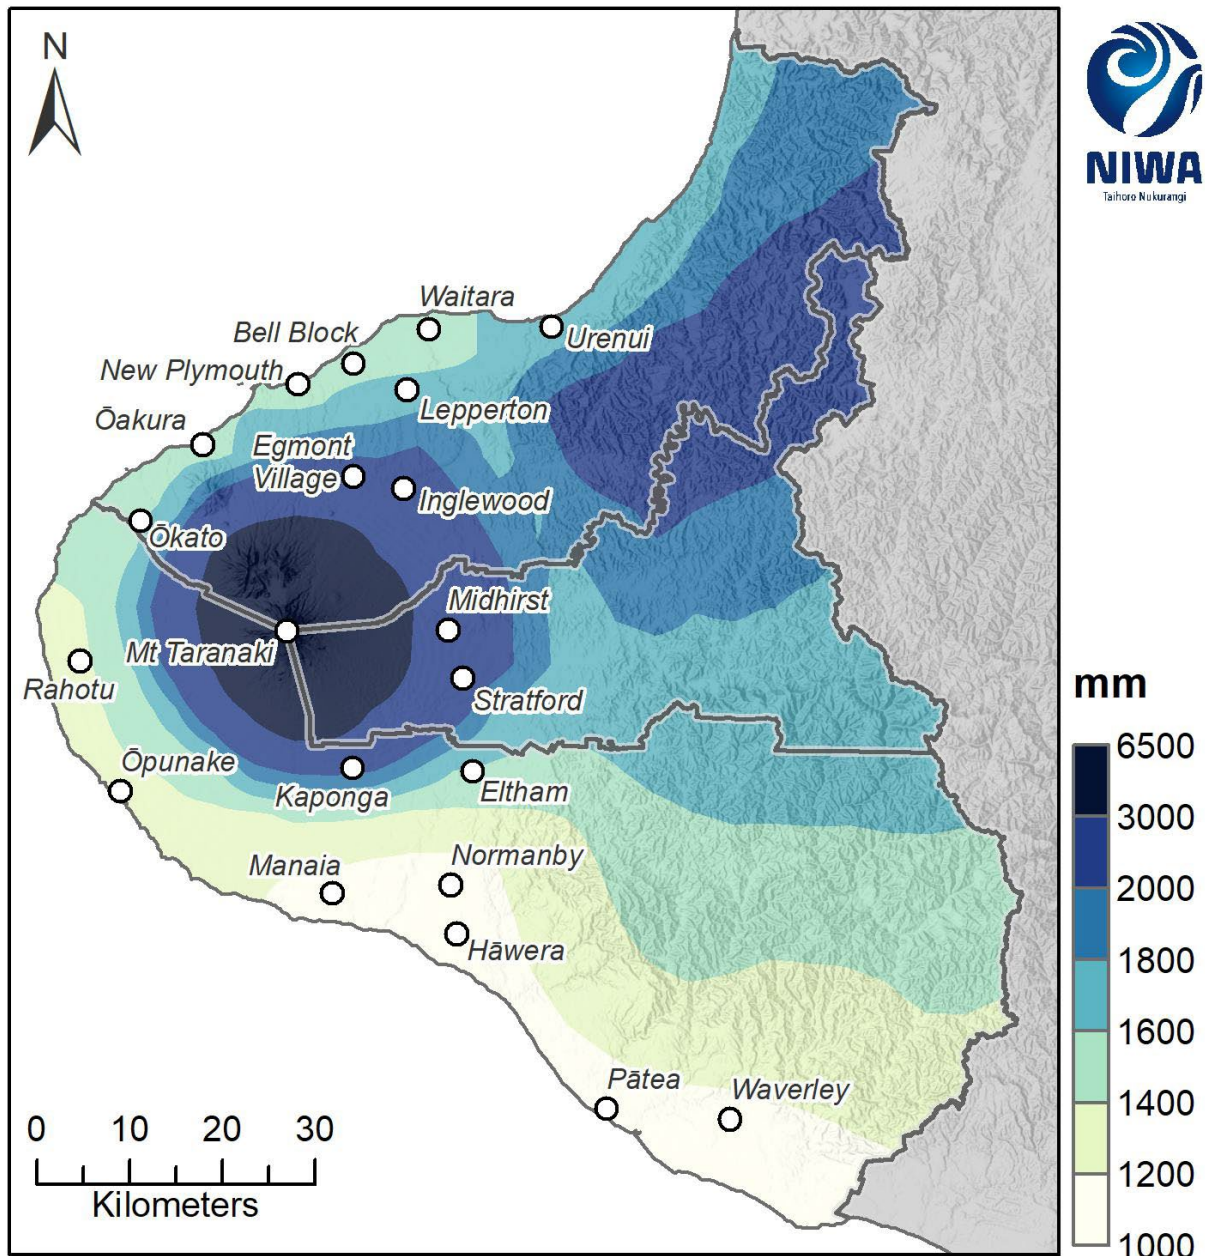 N
NIWA
Taihoro Nukurangi
Waitara
Bell Block
Urenui
New Plymouth
Lepperton
Ōakura
Egmont
Village
Inglewood
Ōkato
Midhirst
Mt Taranaki
Rahotu
Stratford
mm
Ōpunake
6500
Kaponga
Eltham
3000
Manaia
Normanby
2000
Hāwera
1800
1600
Pātea
Waverley
1400
0 10 20 30
1200
Kilometers
1000